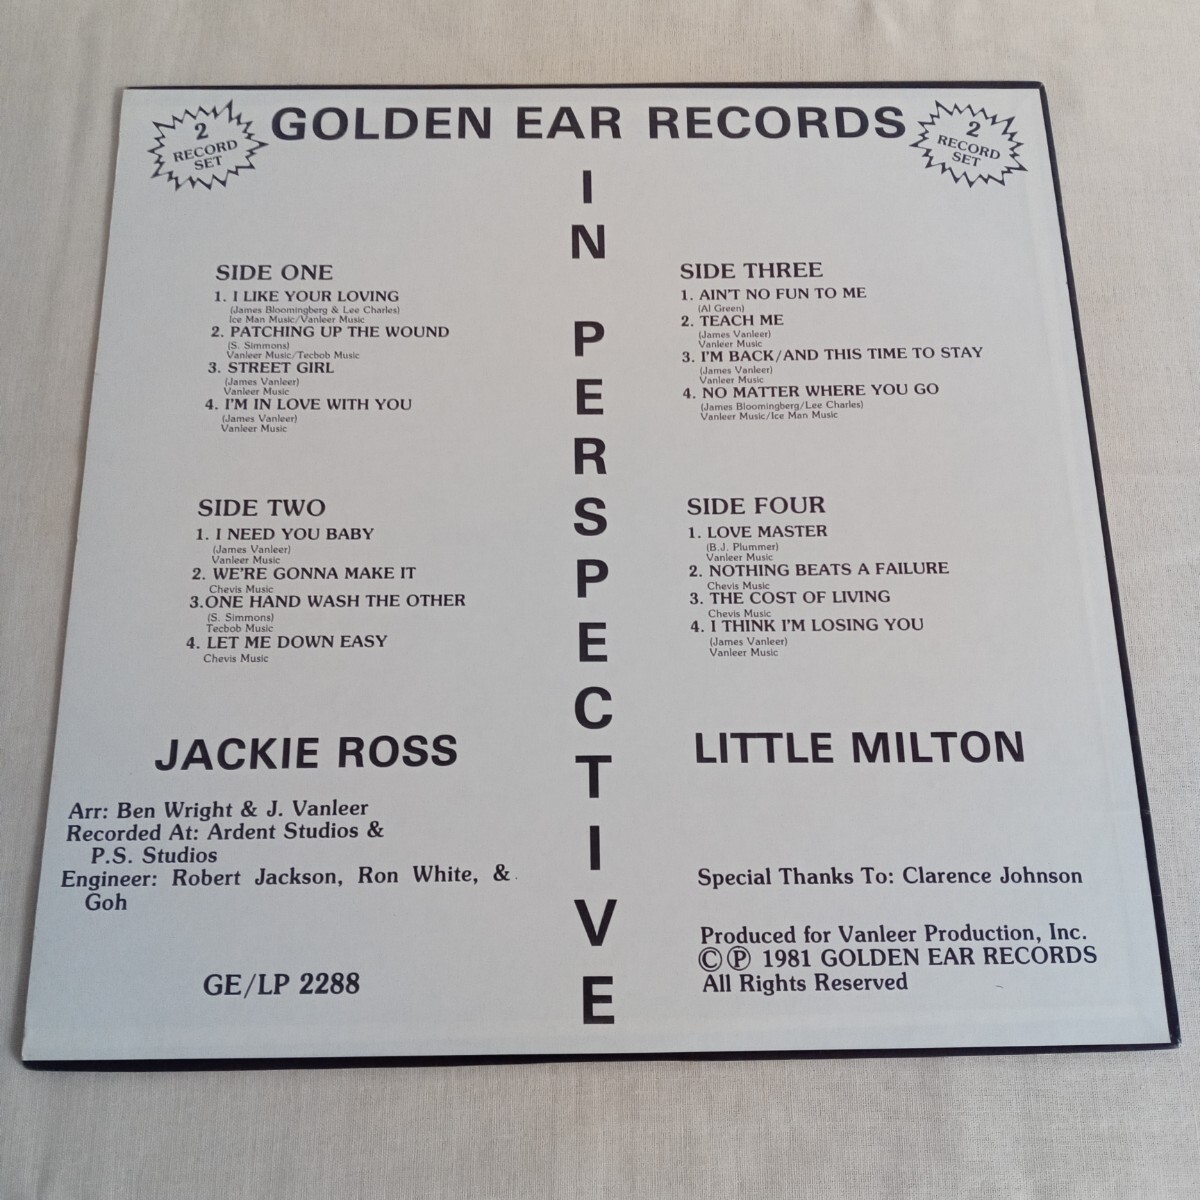 2
RECORD
SET
GOLDEN EAR RECORDS
2
RECORD
SET
IN PERSPECTIVE
SIDE ONE
1. I LIKE YOUR LOVING
(James Bloomingberg & Lee Charles)
Ice Man Music/Vanleer Music
2. PATCHING UP THE WOUND
(S. Simmons)
Vanleer Music/Tecbob Music
3. STREET GIRL
(James Vanleer)
Vanleer Music
4. I'M IN LOVE WITH YOU
(James Vanleer)
Vanleer Music
SIDE TWO
1. I NEED YOU BABY
(James Vanleer)
Vanleer Music
2. WE'RE GONNA MAKE IT
Chevis Music
3.ONE HAND WASH THE OTHER
(S. Simmons)
Tecbob Music
4. LET ME DOWN EASY
Chevis Music
JACKIE ROSS
Arr: Ben Wright & J. Vanleer
Recorded At: Ardent Studios &
P.S. Studios
Engineer: Robert Jackson, Ron White, &
Goh
GE/LP 2288
SIDE THREE
1. AIN'T NO FUN TO ME
(Al Green)
2. TEACH ME
(James Vanleer)
Vanleer Music
3. I'M BACK/AND THIS TIME TO STAY
(James Vanleer)
Vanleer Music
4. NO MATTER WHERE YOU GO
(James Bloomingberg/Lee Charles)
Vanleer Music/Ice Man Music
SIDE FOUR
1. LOVE MASTER
(B.J. Plummer)
Vanleer Music
2. NOTHING BEATS A FAILURE
Chevis Music
3. THE COST OF LIVING
Chevis Music
4. I THINK I'M LOSING YOU
(James Vanleer)
Vanleer Music
LITTLE MILTON
Special Thanks To: Clarence Johnson
Produced for Vanleer Production, Inc.
©℗ 1981 GOLDEN EAR RECORDS
All Rights Reserved